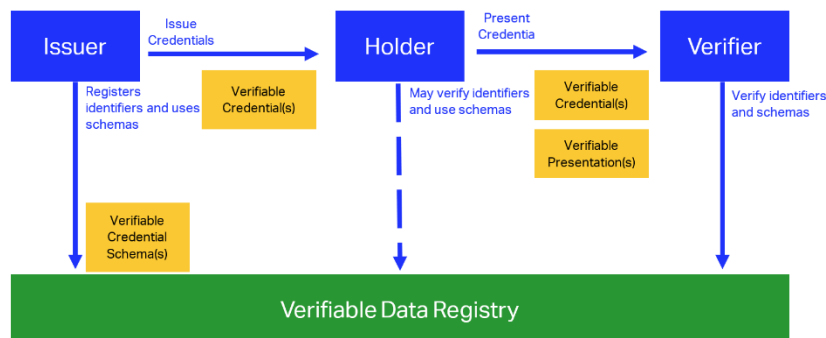 Issuer
Issue
Credentials
Holder
Present
Credentia
Verifier
Registers
identifiers and uses
schemas
Verifiable
Credential(s)
May verify identifiers
and use schemas
Verifiable
Credential(s)
Verify identifiers
and schemas
Verifiable
Presentation(s)
Verifiable
Credential
Schema(s)
Verifiable Data Registry